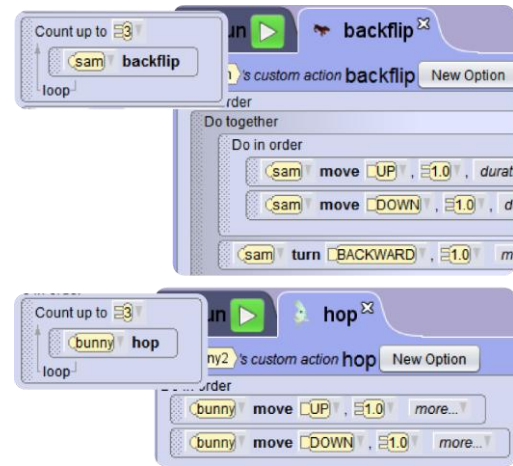 Count up to 3
sam backflip
loop
un backflip
's custom action backflip New Option
rder
Do together
Do in order
sam move UP , 1.0 , durat
sam move DOWN , 1.0 , d
sam turn BACKWARD , 1.0 m
Count up to 3
bunny hop
loop
un hop
ny2 's custom action hop New Option
Do in order
bunny move UP , 1.0 more...
bunny move DOWN , 1.0 more...